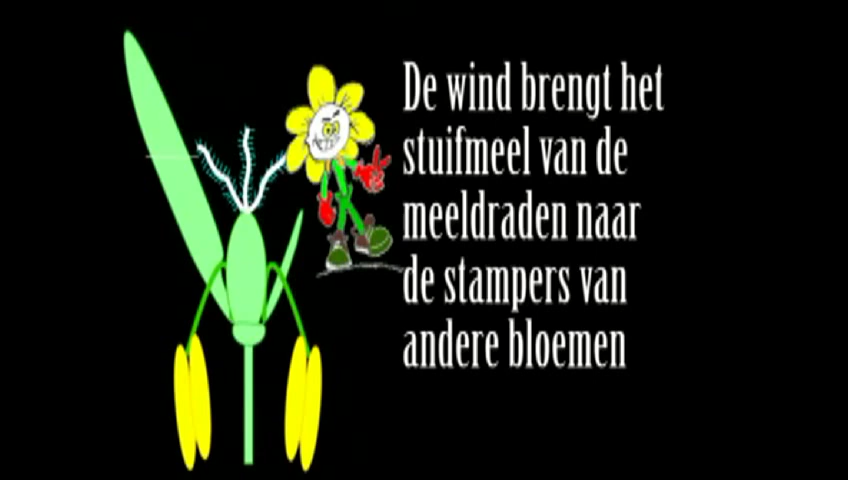 De wind brengt het
stuifmeel van de
meeldraden naar
de stampers van
andere bloemen